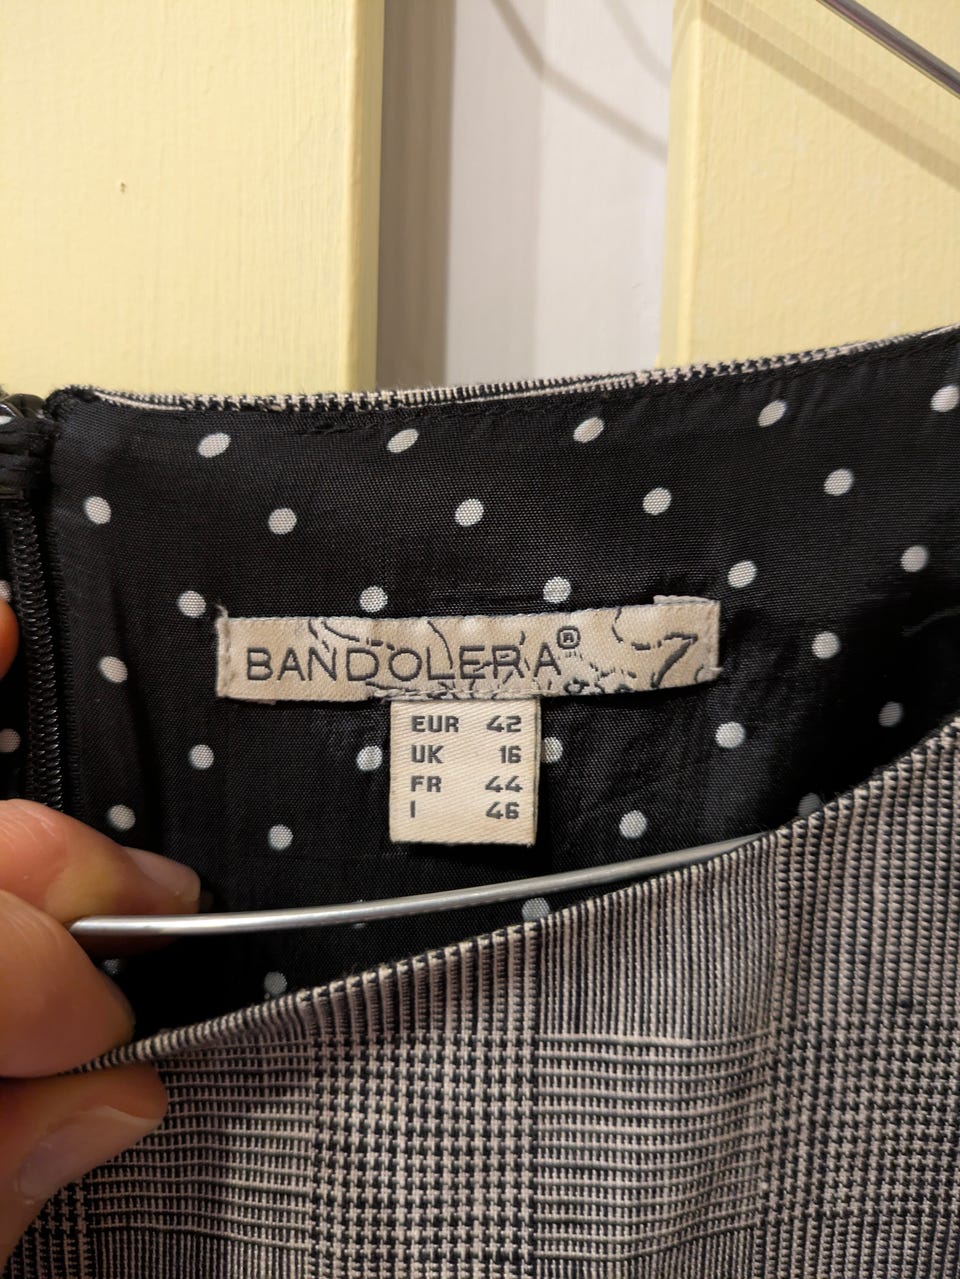 BANDOLERA®
EUR 42
UK 16
FR 44
I 46